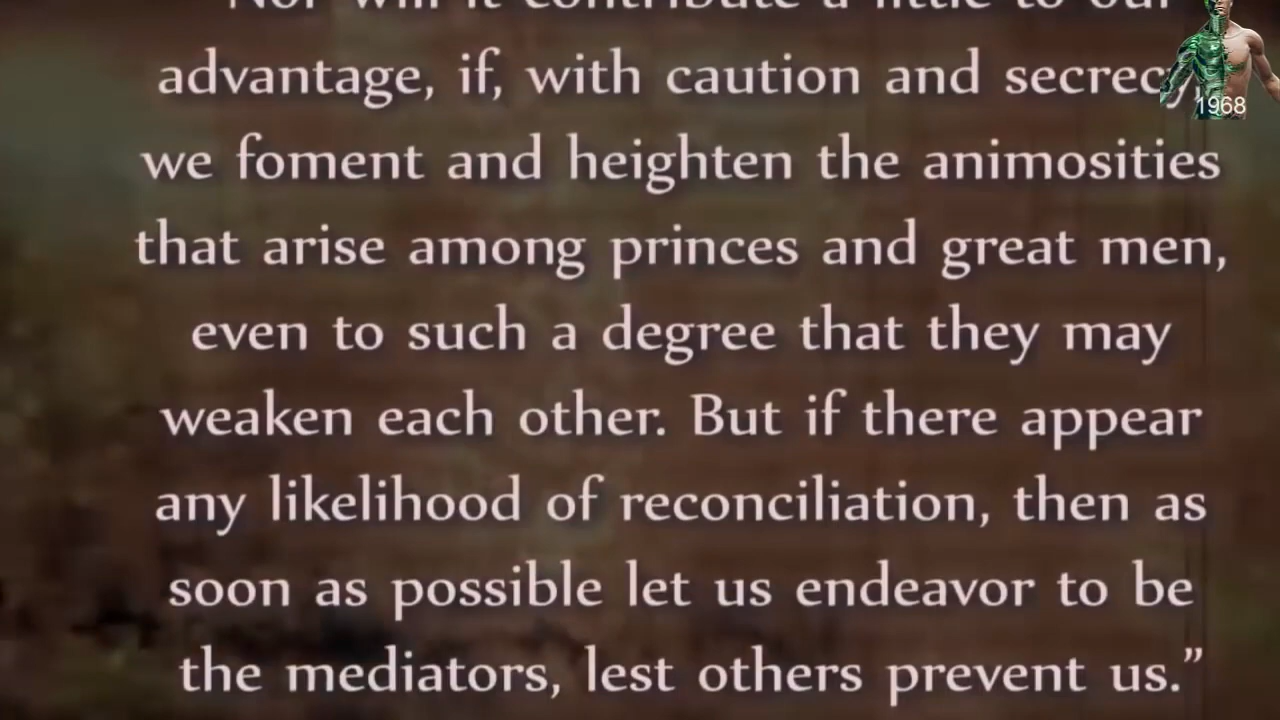 Nor will it contribute a little to our
advantage, if, with caution and secrecy,
we foment and heighten the animosities
that arise among princes and great men,
even to such a degree that they may
weaken each other. But if there appear
any likelihood of reconciliation, then as
soon as possible let us endeavor to be
the mediators, lest others prevent us.”
1968